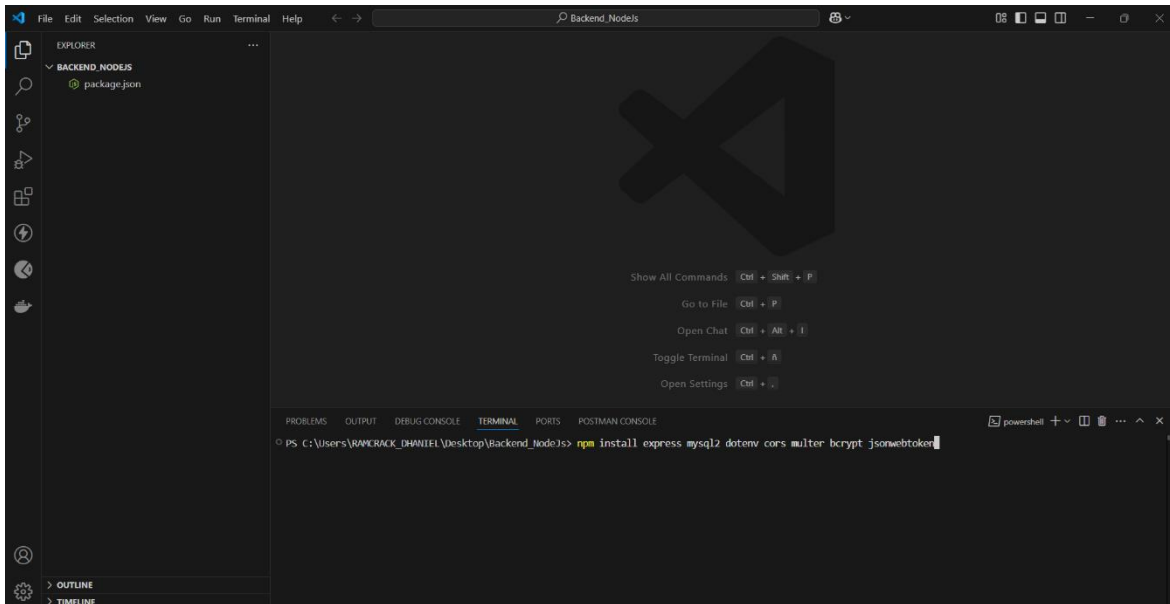 File Edit Selection View Go Run Terminal Help Backend_NodeJs
EXPLORER
BACKEND_NODEJS
package.json
Show All Commands Ctrl + Shift + P
Go to File Ctrl + P
Open Chat Ctrl + Alt + I
Toggle Terminal Ctrl + ñ
Open Settings Ctrl + ,
PROBLEMS OUTPUT DEBUG CONSOLE TERMINAL PORTS POSTMAN CONSOLE powershell
PS C:\Users\RAMCRACK_DHANIEL\Desktop\Backend_NodeJs> npm install express mysql2 dotenv cors multer bcrypt jsonwebtoken
OUTLINE
TIMELINE